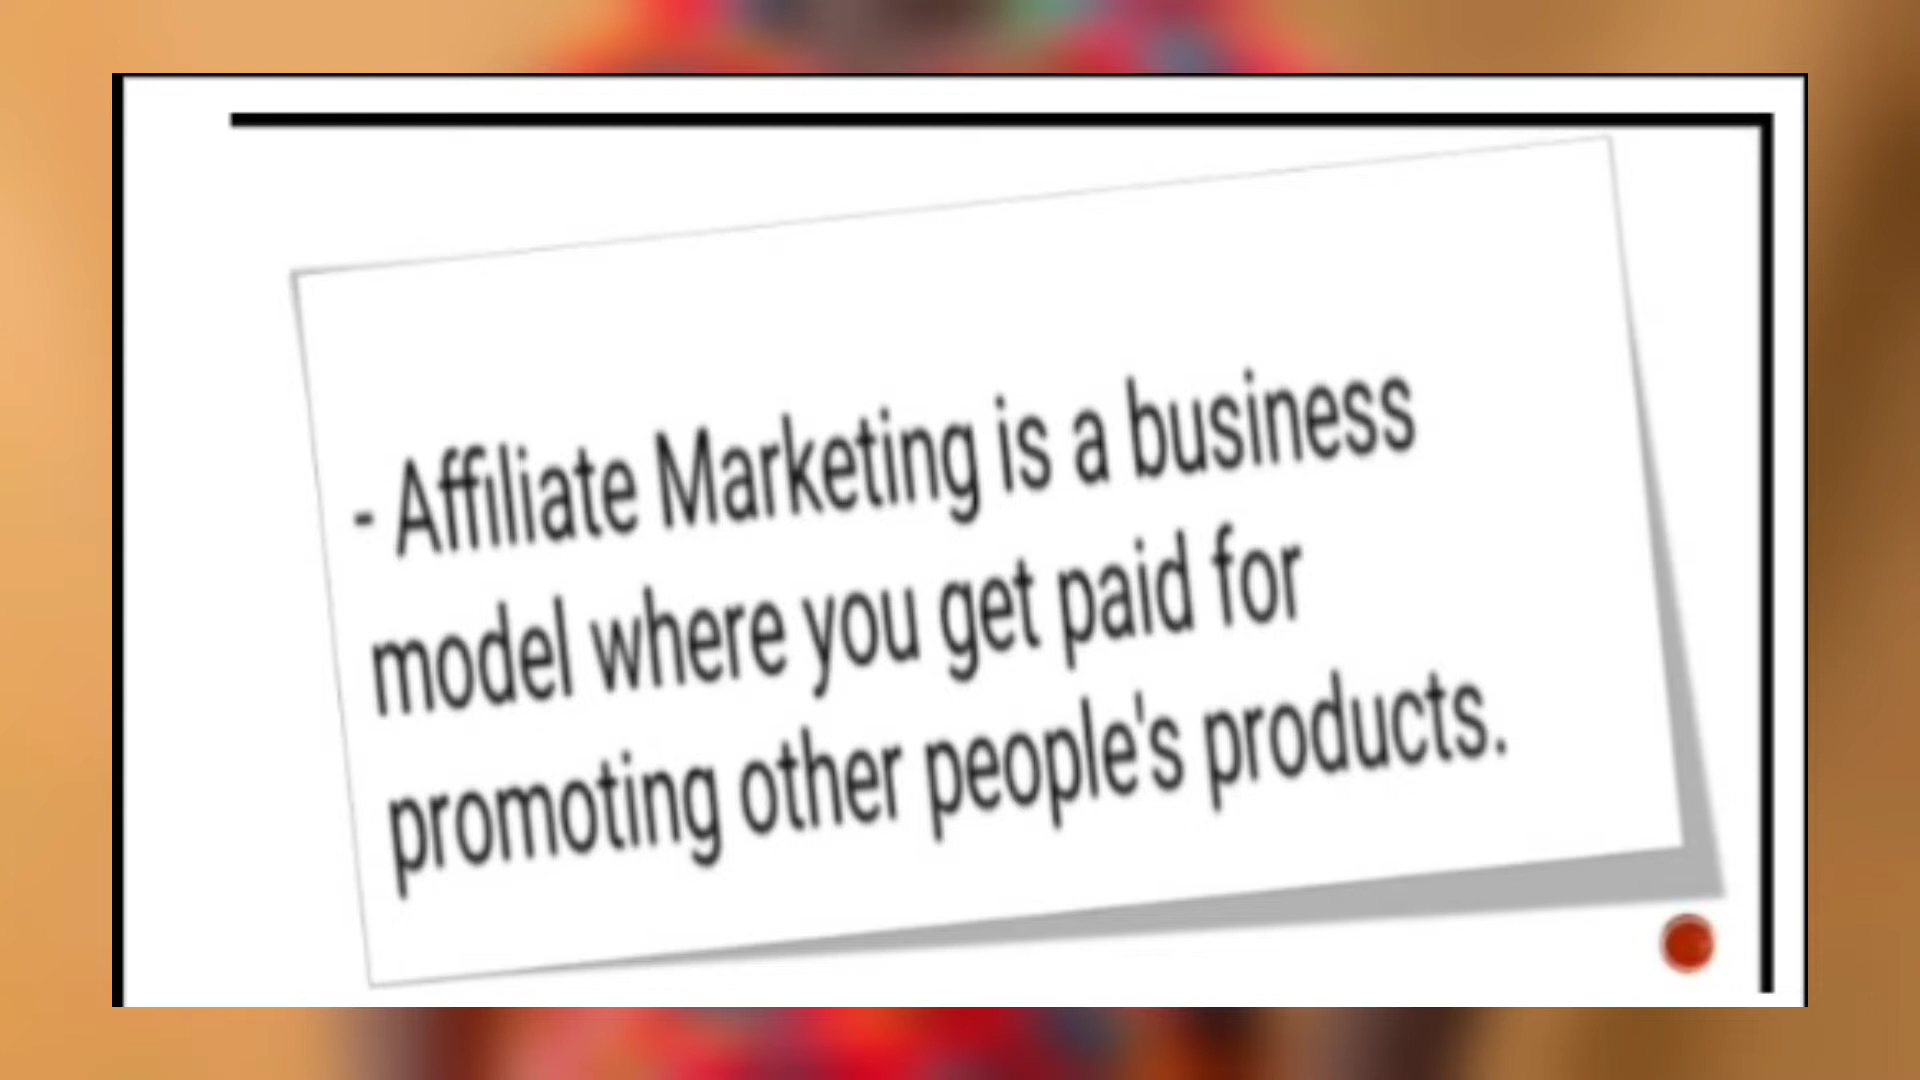 - Affiliate Marketing is a business
model where you get paid for
promoting other people's products.